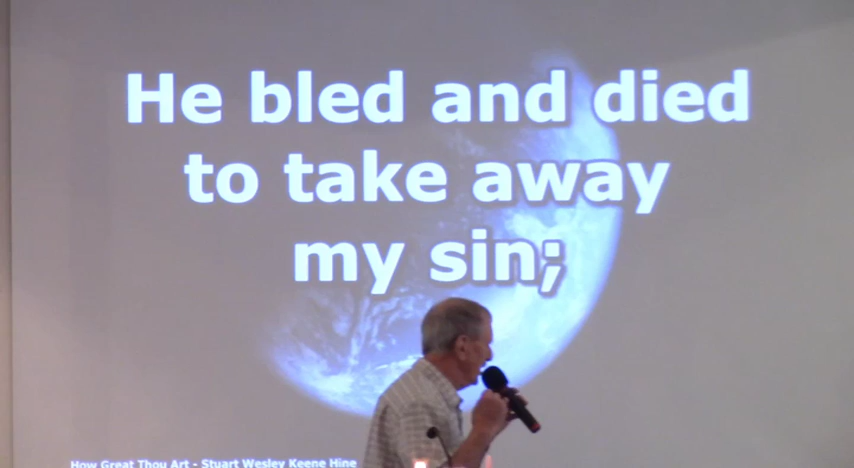 He bled and died
to take away
my sin;
How Great Thou Art - Stuart Wesley Keene Hine